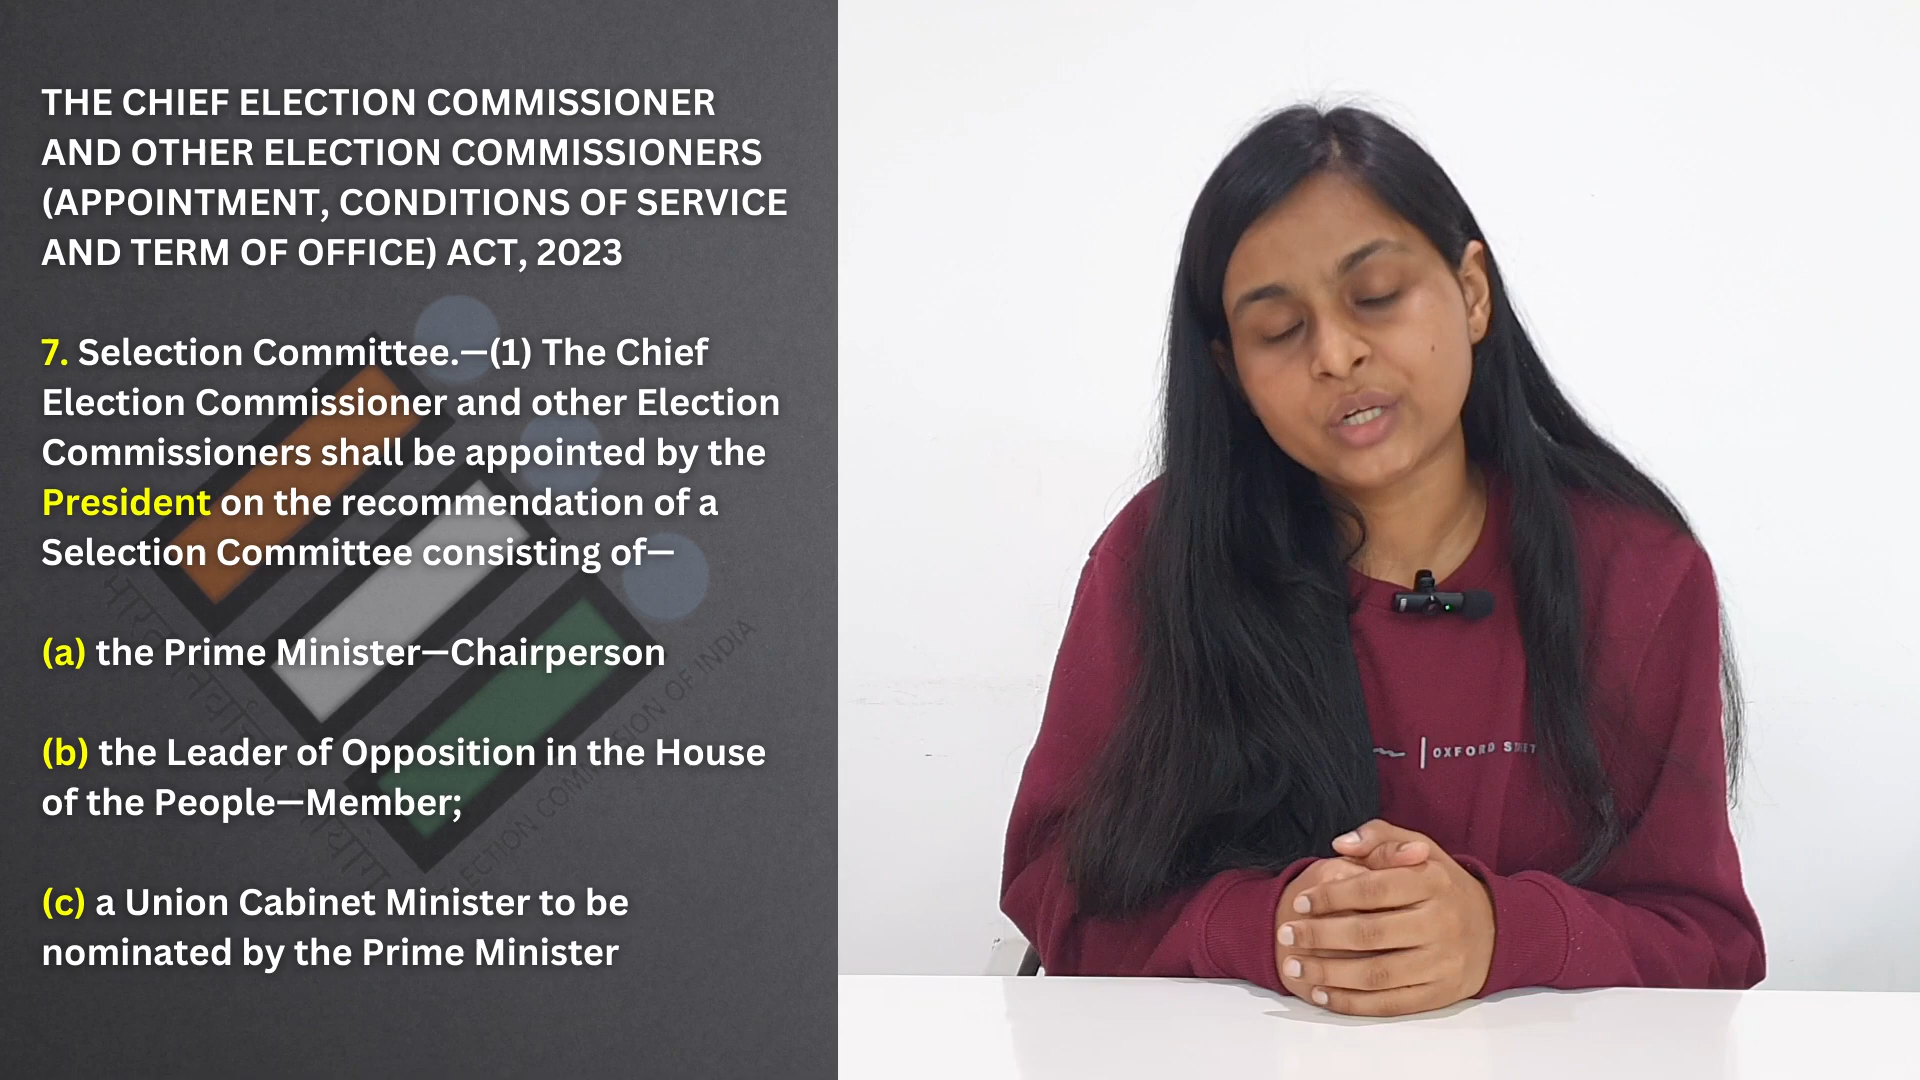 THE CHIEF ELECTION COMMISSIONER
AND OTHER ELECTION COMMISSIONERS
(APPOINTMENT, CONDITIONS OF SERVICE
AND TERM OF OFFICE) ACT, 2023
7. Selection Committee.—(1) The Chief
Election Commissioner and other Election
Commissioners shall be appointed by the
President on the recommendation of a
Selection Committee consisting of—
(a) the Prime Minister—Chairperson
(b) the Leader of Opposition in the House
of the People—Member;
(c) a Union Cabinet Minister to be
nominated by the Prime Minister
OF INDIA
OXFORD